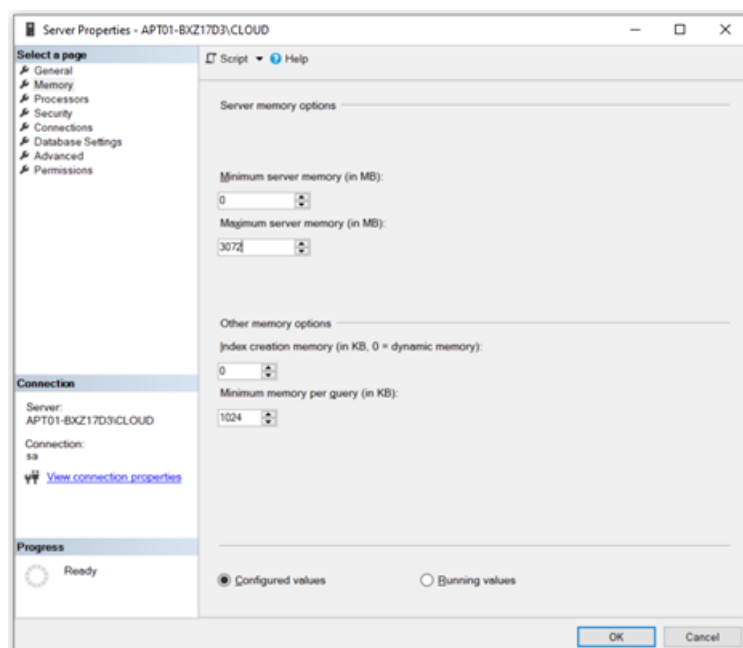 Server Properties - APT01-BXZ17D3\CLOUD
Select a page
General
Memory
Processors
Security
Connections
Database Settings
Advanced
Permissions
Script
Help
Server memory options
Minimum server memory (in MB):
0
Maximum server memory (in MB):
3072
Other memory options
Index creation memory (in KB, 0 = dynamic memory):
0
Minimum memory per query (in KB):
1024
Connection
Server:
APT01-BXZ17D3\CLOUD
Connection:
sa
View connection properties
Progress
Ready
Configured values
Running values
OK
Cancel